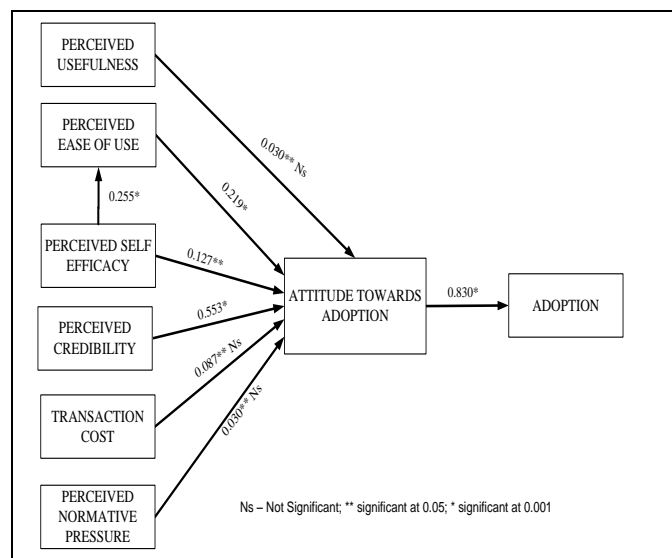 PERCEIVED
USEFULNESS
0.030** Ns
PERCEIVED
EASE OF USE
0.219*
0.255*
PERCEIVED SELF
EFFICACY
0.127**
ATTITUDE TOWARDS
ADOPTION
0.830*
ADOPTION
PERCEIVED
CREDIBILITY
0.553*
0.087** Ns
TRANSACTION
COST
0.030** Ns
PERCEIVED
NORMATIVE
PRESSURE
Ns – Not Significant; ** significant at 0.05; * significant at 0.001